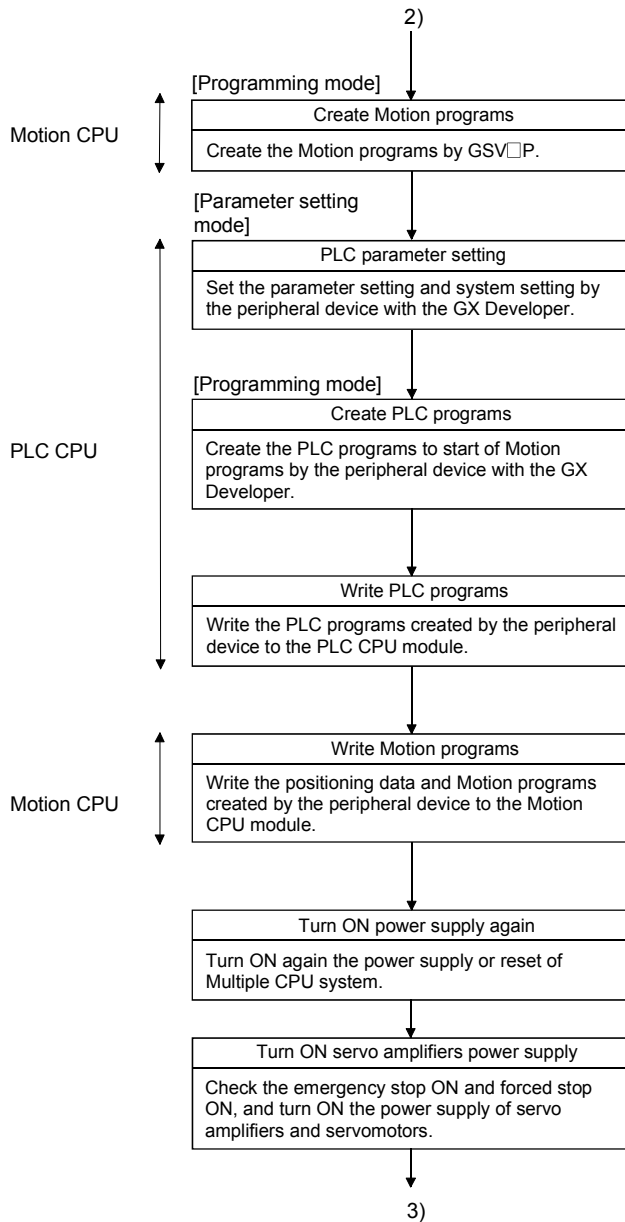 2)
[Programming mode]
Motion CPU
Create Motion programs
Create the Motion programs by GSV□P.
[Parameter setting
mode]
PLC parameter setting
Set the parameter setting and system setting by
the peripheral device with the GX Developer.
[Programming mode]
Create PLC programs
PLC CPU
Create the PLC programs to start of Motion
programs by the peripheral device with the GX
Developer.
Write PLC programs
Write the PLC programs created by the peripheral
device to the PLC CPU module.
Write Motion programs
Motion CPU
Write the positioning data and Motion programs
created by the peripheral device to the Motion
CPU module.
Turn ON power supply again
Turn ON again the power supply or reset of
Multiple CPU system.
Turn ON servo amplifiers power supply
Check the emergency stop ON and forced stop
ON, and turn ON the power supply of servo
amplifiers and servomotors.
3)